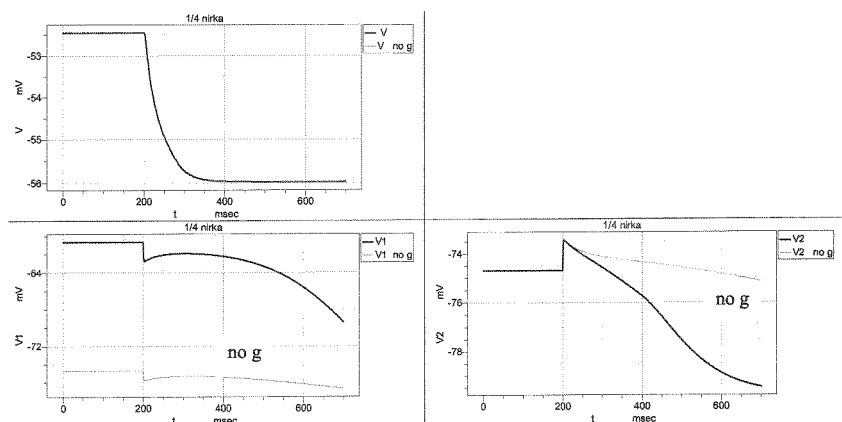 1/4 nirka
V
V no g
-53
-54
-55
-56
mV
V
0 200 400 600
t msec
1/4 nirka
V1
V1 no g
-64
-72
mV
V1
no g
0 200 400 600
t msec
1/4 nirka
V2
V2 no g
-74
-76
-78
mV
V2
no g
0 200 400 600
t msec